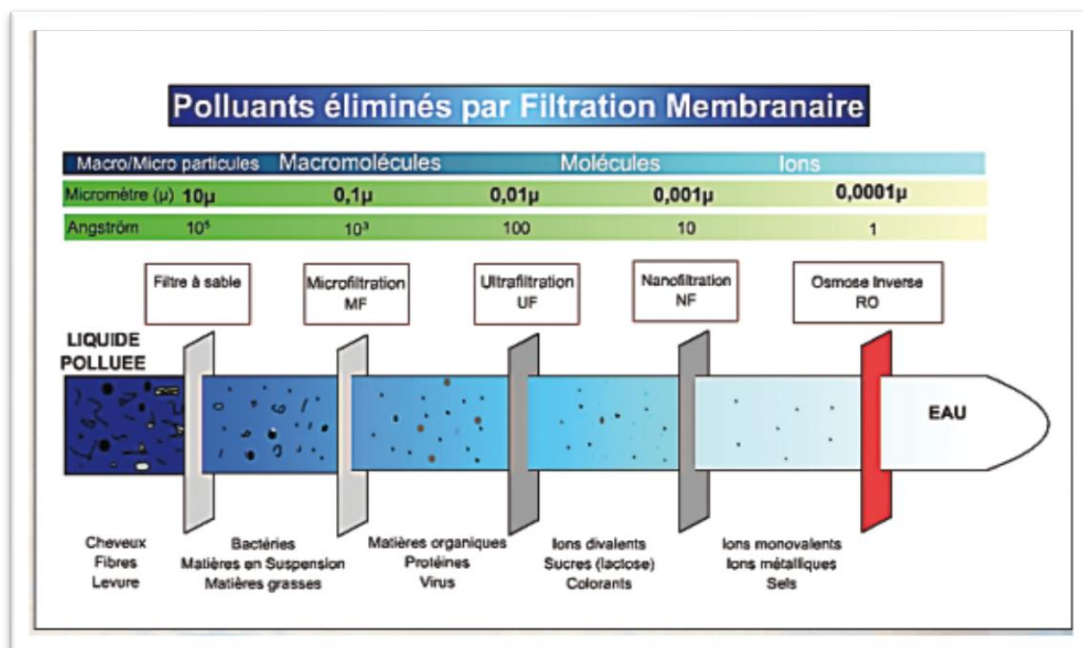 Polluants éliminés par Filtration Membranaire
Macro/Micro particules Macromolécules Molécules Ions
Micromètre (µ) 10µ 0,1µ 0,01µ 0,001µ 0,0001µ
Angström 10⁵ 10³ 100 10 1
Filtre à sable
Microfiltration
MF
Ultrafiltration
UF
Nanofiltration
NF
Osmose Inverse
RO
LIQUIDE
POLLUEE
EAU
Cheveux
Fibres
Levure
Bactéries
Matières en Suspension
Matières grasses
Matières organiques
Protéines
Virus
Ions divalents
Sucres (lactose)
Colorants
Ions monovalents
Ions métalliques
Sels